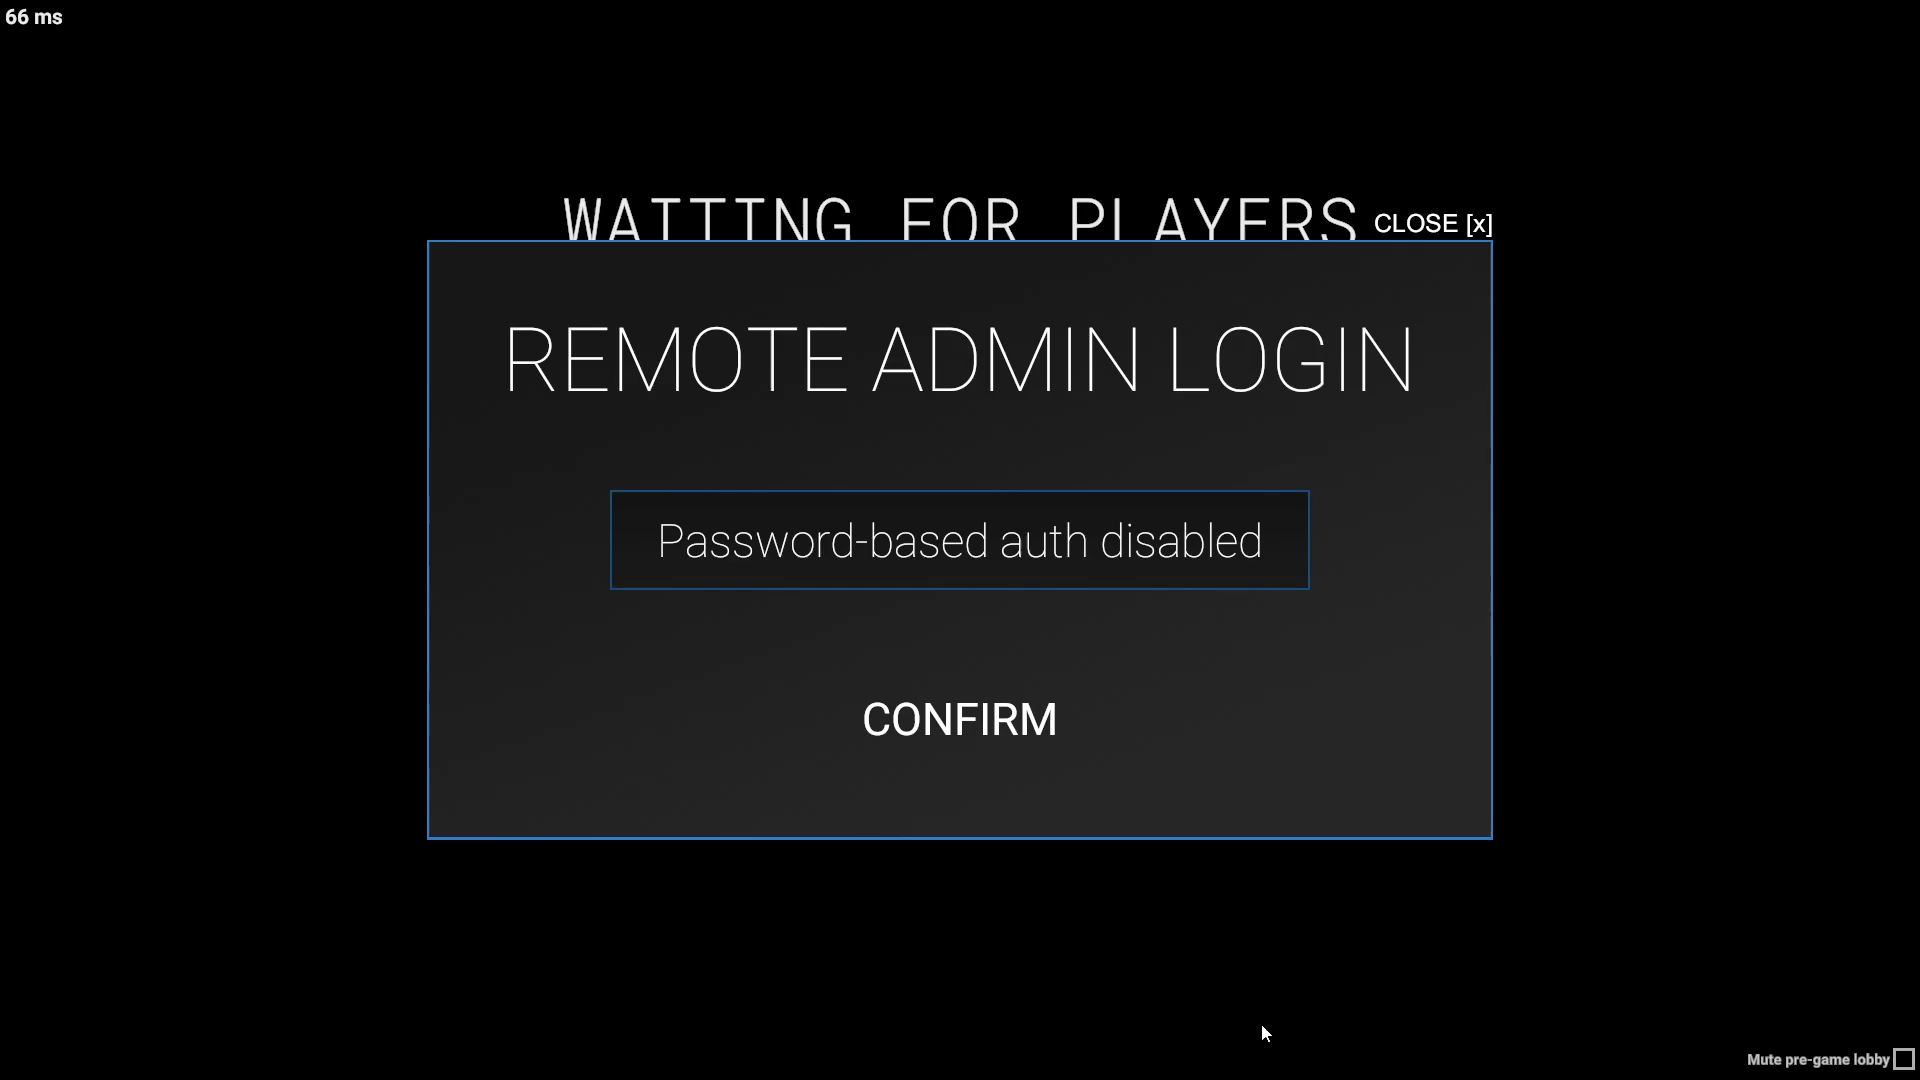 66 ms
WAITING FOR PLAYERS
CLOSE [x]
REMOTE ADMIN LOGIN
Password-based auth disabled
CONFIRM
Mute pre-game lobby